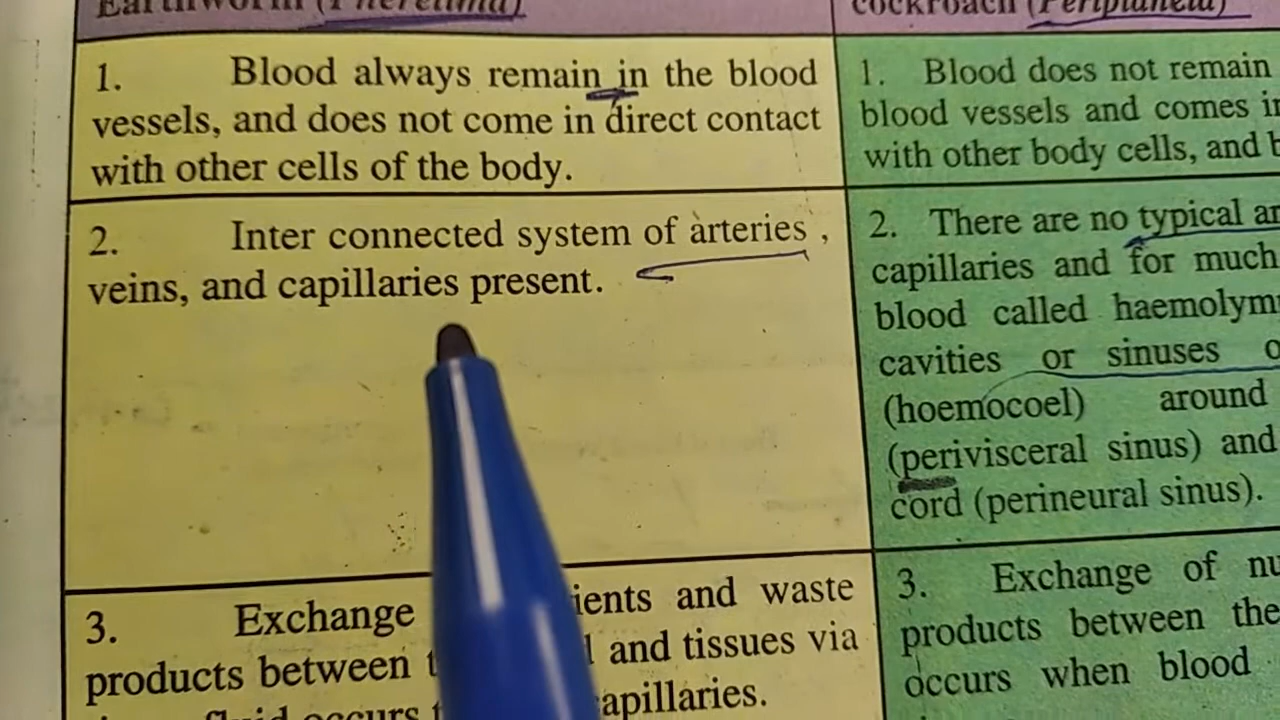 Earthworm (Pheretima)
1. Blood always remain in the blood
vessels, and does not come in direct contact
with other cells of the body.
2. Inter connected system of arteries ,
veins, and capillaries present.
3. Exchange ients and waste
products between and tissues via
fluid occurs apillaries.
cockroach (Periplaneta)
1. Blood does not remain
blood vessels and comes
with other body cells, and
2. There are no typical
capillaries and for much
blood called haemolym
cavities or sinuses
(hoemocoel) around
(perivisceral sinus) and
cord (perineural sinus).
3. Exchange of nu
products between the
occurs when blood